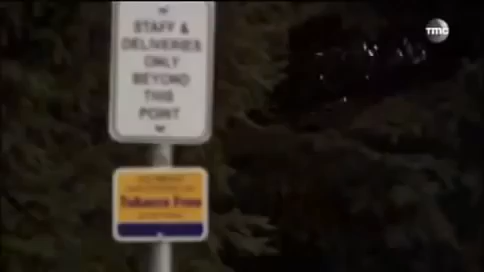 TMC
STAFF &
DELIVERIES
ONLY
BEYOND
THIS
POINT
Tobacco Free